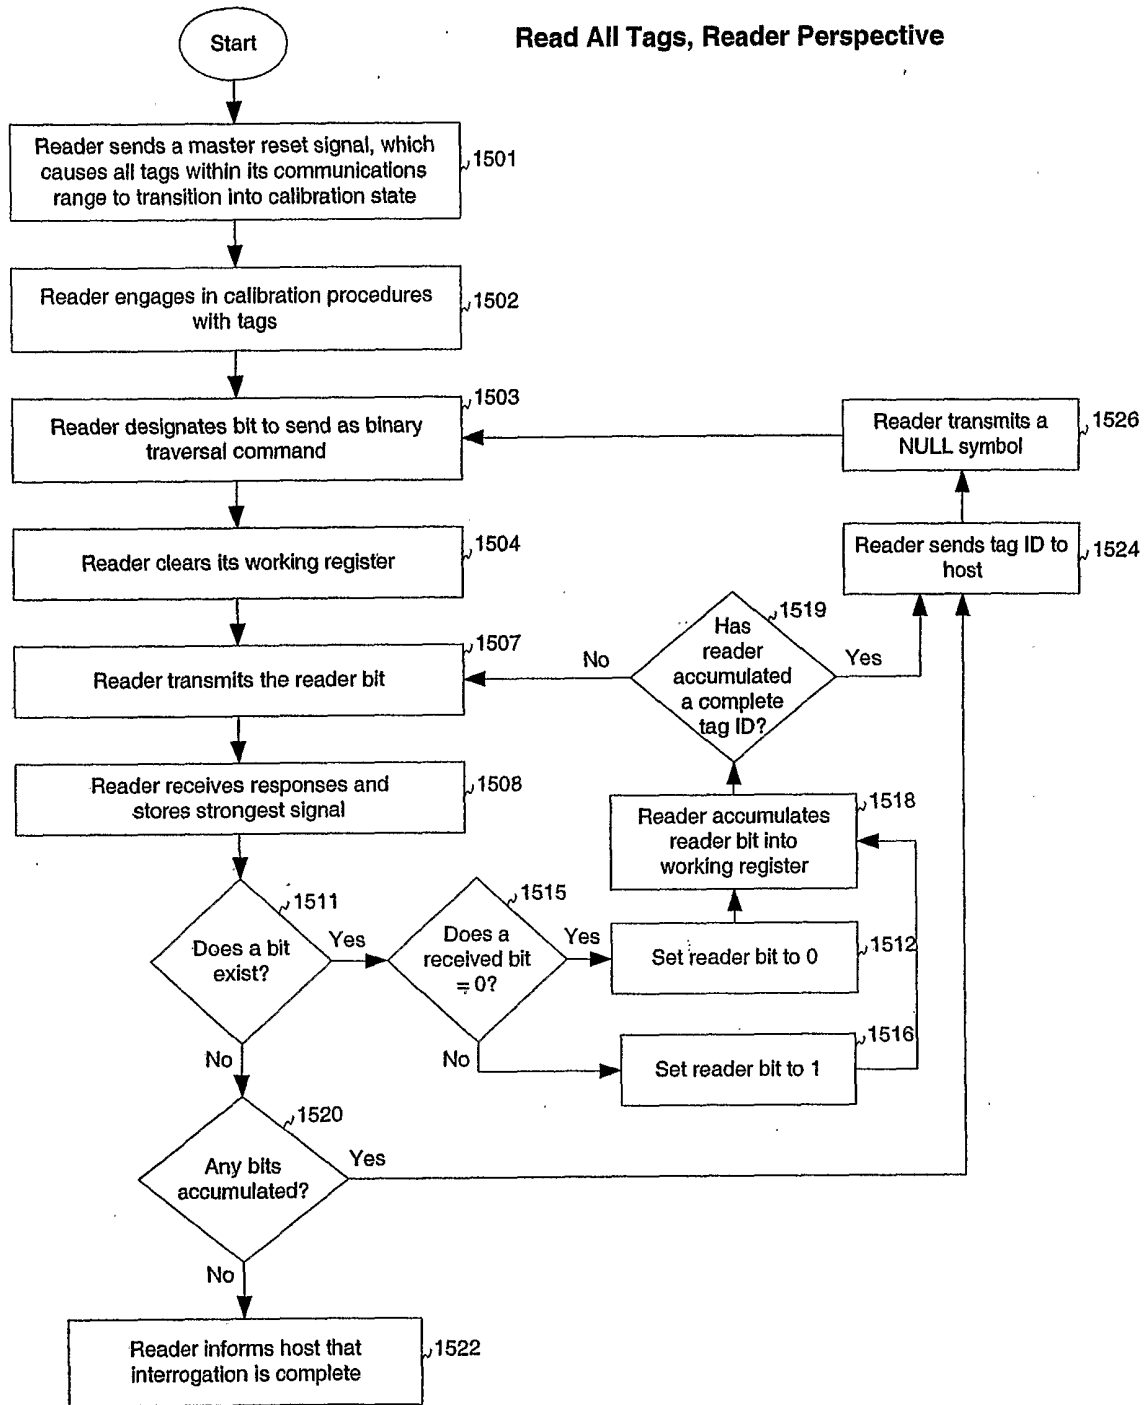 Read All Tags, Reader Perspective
Start
Reader sends a master reset signal, which
causes all tags within its communications
range to transition into calibration state
1501
Reader engages in calibration procedures
with tags
1502
Reader designates bit to send as binary
traversal command
1503
Reader transmits a
NULL symbol
1526
Reader clears its working register
1504
Reader sends tag ID to
host
1524
Has
reader
accumulated
a complete
tag ID?
1519
No
Yes
Reader transmits the reader bit
1507
Reader receives responses and
stores strongest signal
1508
Reader accumulates
reader bit into
working register
1518
Does a bit
exist?
1511
Yes
No
Does a
received bit
= 0?
1515
Yes
No
Set reader bit to 0
1512
Set reader bit to 1
1516
Any bits
accumulated?
1520
Yes
No
Reader informs host that
interrogation is complete
1522